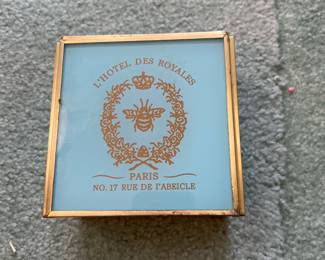 L'HOTEL DES ROYALES
PARIS
NO. 17 RUE DE l'ABEICLE